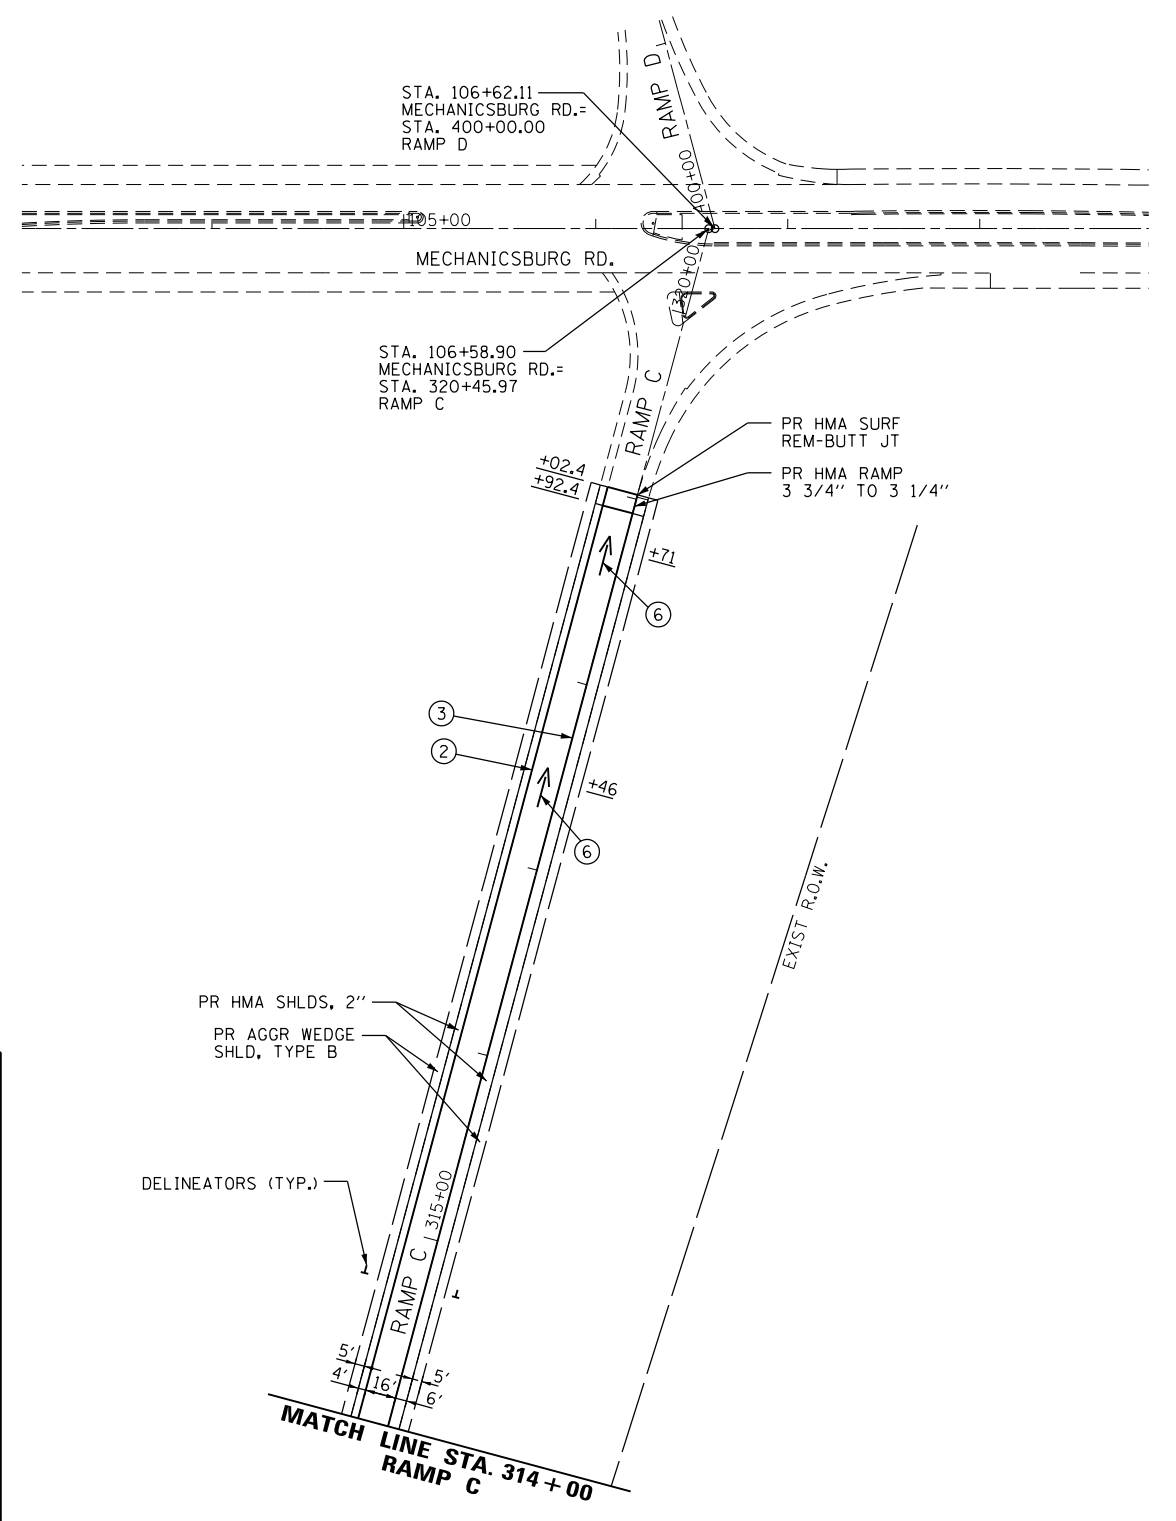 STA. 106+62.11
MECHANICSBURG RD.=
STA. 400+00.00
RAMP D
RAMP D
400+00
105+00
MECHANICSBURG RD.
320+00
STA. 106+58.90
MECHANICSBURG RD.=
STA. 320+45.97
RAMP C
RAMP C
PR HMA SURF
REM-BUTT JT
PR HMA RAMP
3 3/4" TO 3 1/4"
+02.4
+92.4
+71
6
3
2
+46
6
EXIST R.O.W.
PR HMA SHLDS, 2"
PR AGGR WEDGE
SHLD, TYPE B
DELINEATORS (TYP.)
315+00
RAMP C
5'
4'
16'
5'
6'
MATCH LINE STA. 314+00
RAMP C